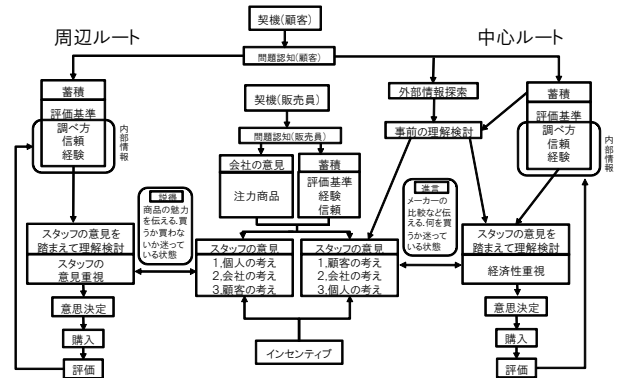 契機(顧客)
周辺ルート
中心ルート
問題認知(顧客)
蓄積
評価基準
調べ方
信頼
経験
内部情報
契機(販売員)
問題認知(販売員)
会社の意見
注力商品
蓄積
評価基準
経験
信頼
外部情報探索
事前の理解検討
蓄積
評価基準
調べ方
信頼
経験
内部情報
説得
商品の魅力
を伝える.買
うか買わな
いか迷って
いる状態
進言
メーカーの
比較など伝
える.何を買
うか迷って
いる状態
スタッフの意見を
踏まえて理解検討
スタッフの
意見重視
スタッフの意見
1.個人の考え
2.会社の考え
3.顧客の考え
スタッフの意見
1.顧客の考え
2.会社の考え
3.個人の考え
スタッフの意見を
踏まえて理解検討
経済性重視
意思決定
購入
評価
インセンティブ
意思決定
購入
評価